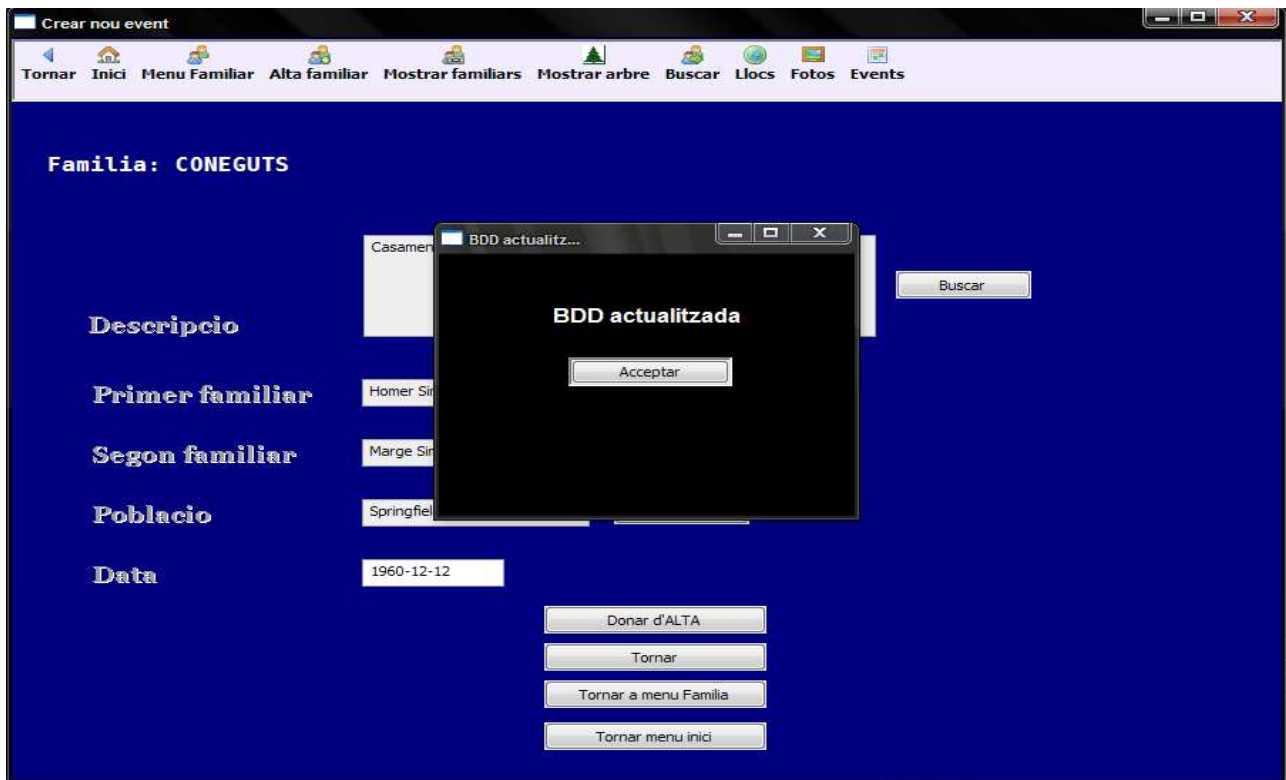 Crear nou event
Tornar Inici Menu Familiar Alta familiar Mostrar familiars Mostrar arbre Buscar Llocs Fotos Events
Familia: CONEGUTS
BDD actualitz...
Casamen
Buscar
BDD actualitzada
Descripcio
Acceptar
Primer familiar
Homer Sim
Segon familiar
Marge Sim
Poblacio
Springfiel
Data
1960-12-12
Donar d'ALTA
Tornar
Tornar a menu Familia
Tornar menu inici